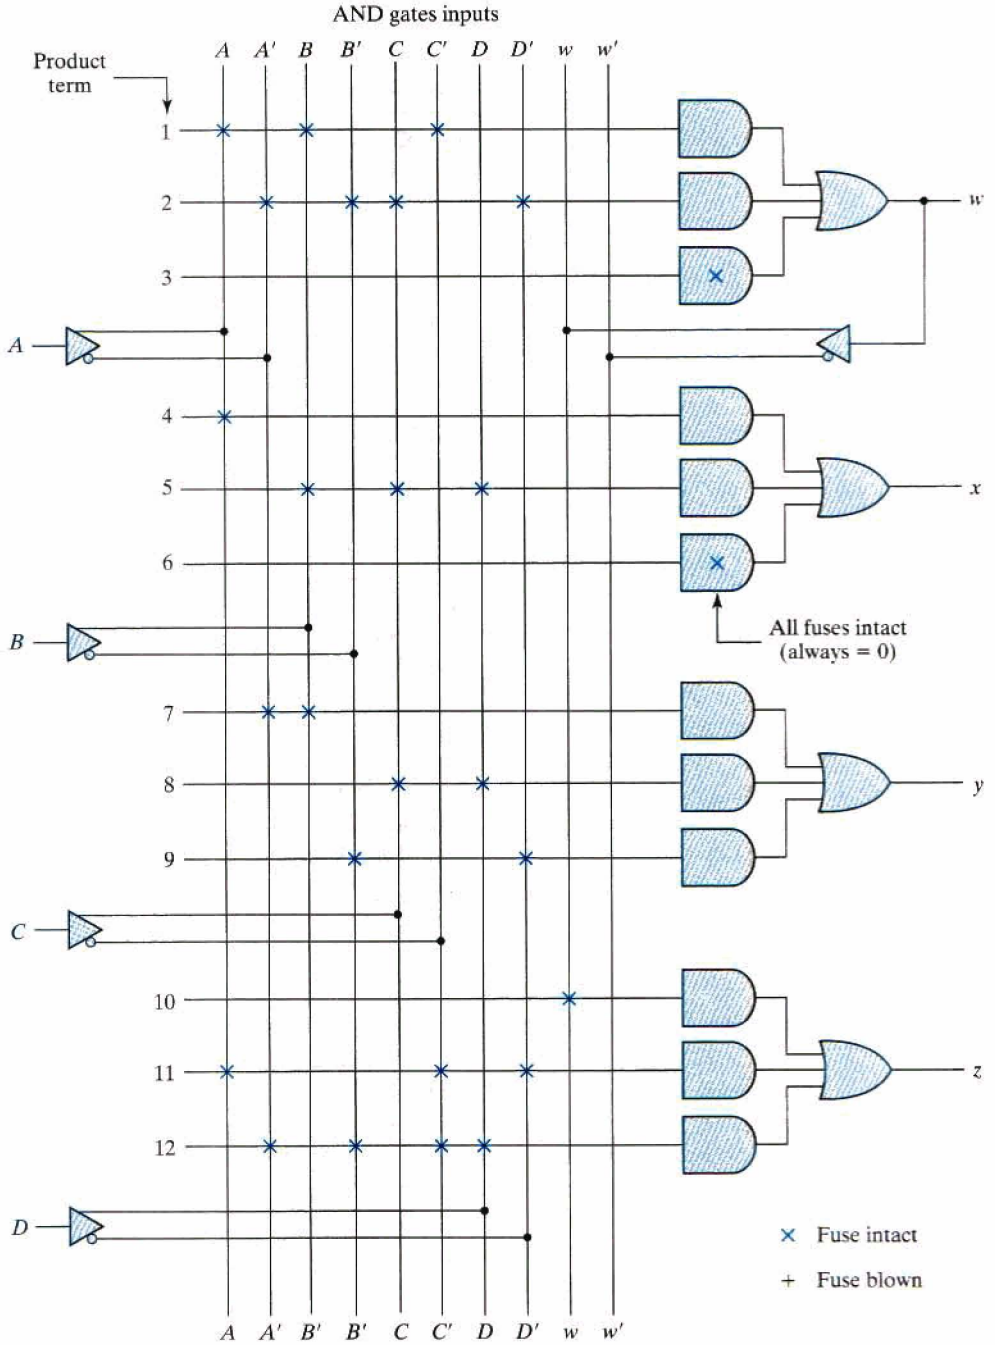 AND gates inputs
A A' B B' C C' D D' w w'
Product
term
1
2
w
3
A
4
5
x
6
All fuses intact
(always = 0)
B
7
8
y
9
C
10
11
z
12
D
× Fuse intact
+ Fuse blown
A A' B' B' C C' D D' w w'